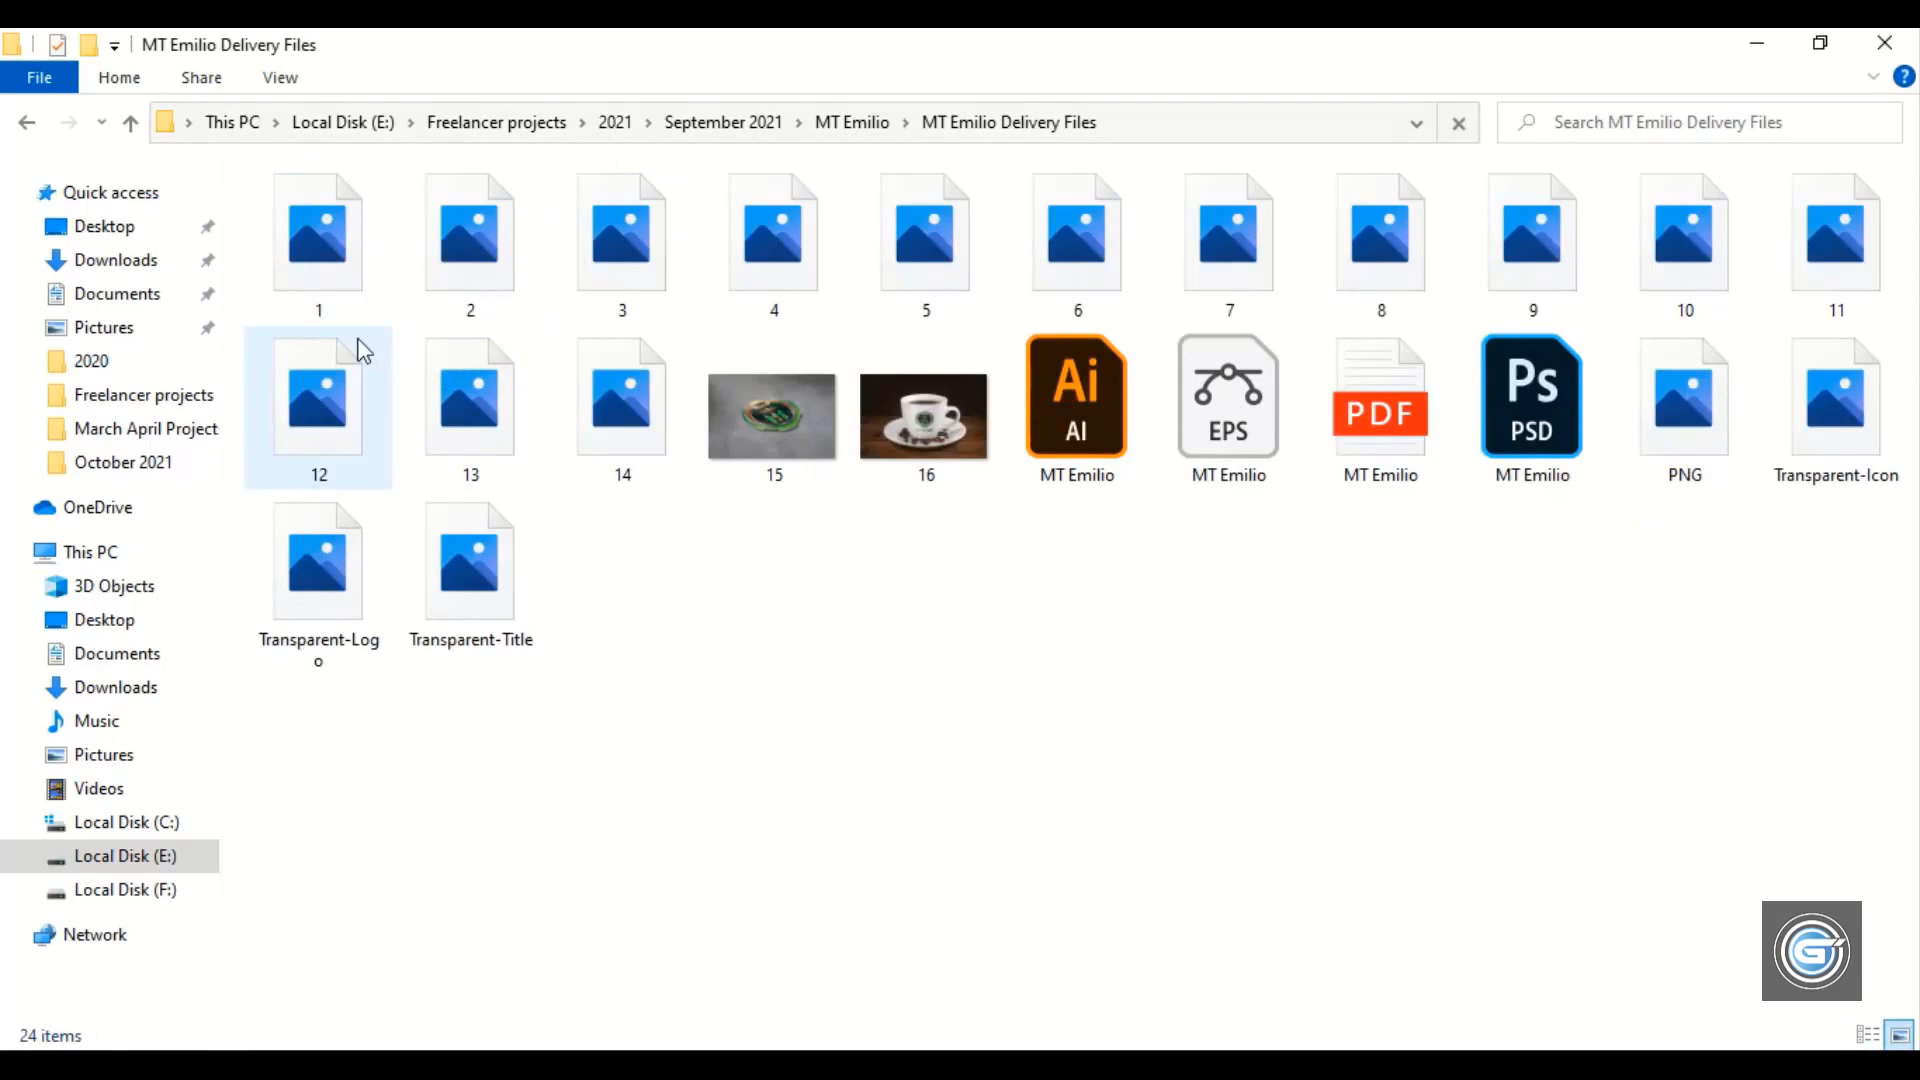 MT Emilio Delivery Files
File Home Share View
This PC Local Disk (E:) Freelancer projects 2021 September 2021 MT Emilio MT Emilio Delivery Files
Search MT Emilio Delivery Files
Quick access
Desktop
Downloads
Documents
Pictures
2020
Freelancer projects
March April Project
October 2021
OneDrive
This PC
3D Objects
Desktop
Documents
Downloads
Music
Pictures
Videos
Local Disk (C:)
Local Disk (E:)
Local Disk (F:)
Network
1 2 3 4 5 6 7 8 9 10 11
Ai
AI
EPS
PDF
Ps
PSD
12 13 14 15 16 MT Emilio MT Emilio MT Emilio MT Emilio PNG Transparent-Icon
Transparent-Log
o
Transparent-Title
G
24 items